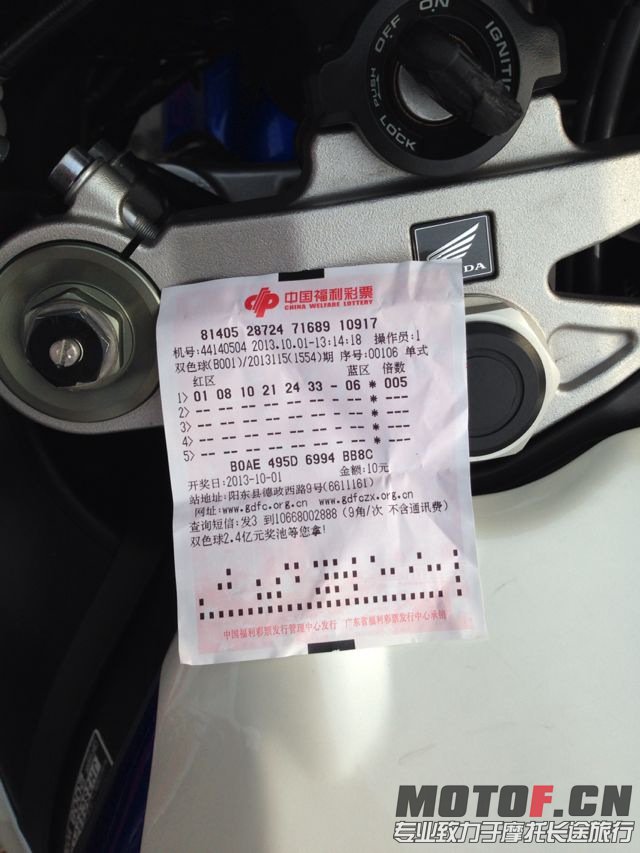 OFF
ON
IGNITI
PUSH
LOCK
DA
中国福利彩票
CHINA WELFARE LOTTERY
81405 28724 71689 10917
机号:44140504 2013.10.01-13:14:18 操作员:1
双色球(B001)/2013115(1554)期 序号:00106 单式
红区 蓝区 倍数
1> 01 08 10 21 24 33 - 06 * 005
2> -- -- -- -- -- -- - -- * ---
3> -- -- -- -- -- -- - -- * ---
4> -- -- -- -- -- -- - -- * ---
5> -- -- -- -- -- -- - -- * ---
B0AE 495D 6994 BB8C
开奖日:2013-10-01 金额:10元
站地址:阳东县德政西路9号(6611161)
网址:www.gdfc.org.cn www.gdfczx.org.cn
查询短信:发3 到10668002888(9角/次 不含通讯费)
双色球2.4亿元奖池等您拿!
中国福利彩票发行管理中心发行 广东省福利彩票发行中心承销
MOTOF.CN
专业致力于摩托长途旅行